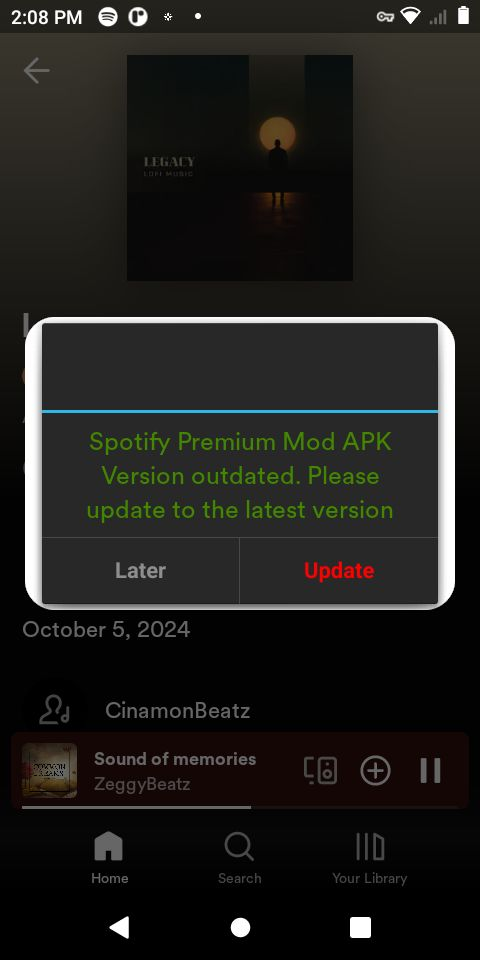 2:08 PM
LEGACY
LOFI MUSIC
Spotify Premium Mod APK
Version outdated. Please
update to the latest version
Later
Update
October 5, 2024
CinamonBeatz
Sound of memories
ZeggyBeatz
Home
Search
Your Library